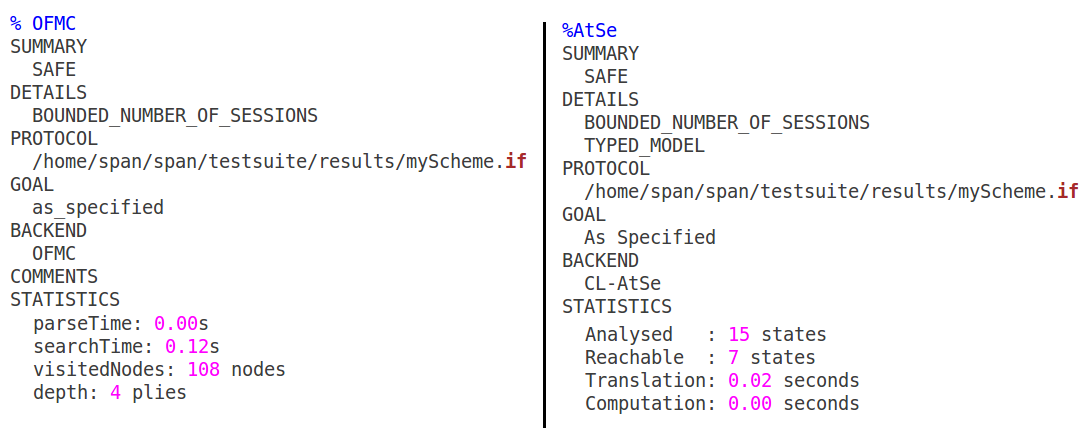 % OFMC
SUMMARY
SAFE
DETAILS
BOUNDED_NUMBER_OF_SESSIONS
PROTOCOL
/home/span/span/testsuite/results/myScheme.if
GOAL
as_specified
BACKEND
OFMC
COMMENTS
STATISTICS
parseTime: 0.00s
searchTime: 0.12s
visitedNodes: 108 nodes
depth: 4 plies
%AtSe
SUMMARY
SAFE
DETAILS
BOUNDED_NUMBER_OF_SESSIONS
TYPED_MODEL
PROTOCOL
/home/span/span/testsuite/results/myScheme.if
GOAL
As Specified
BACKEND
CL-AtSe
STATISTICS
Analysed   : 15 states
Reachable  : 7 states
Translation: 0.02 seconds
Computation: 0.00 seconds